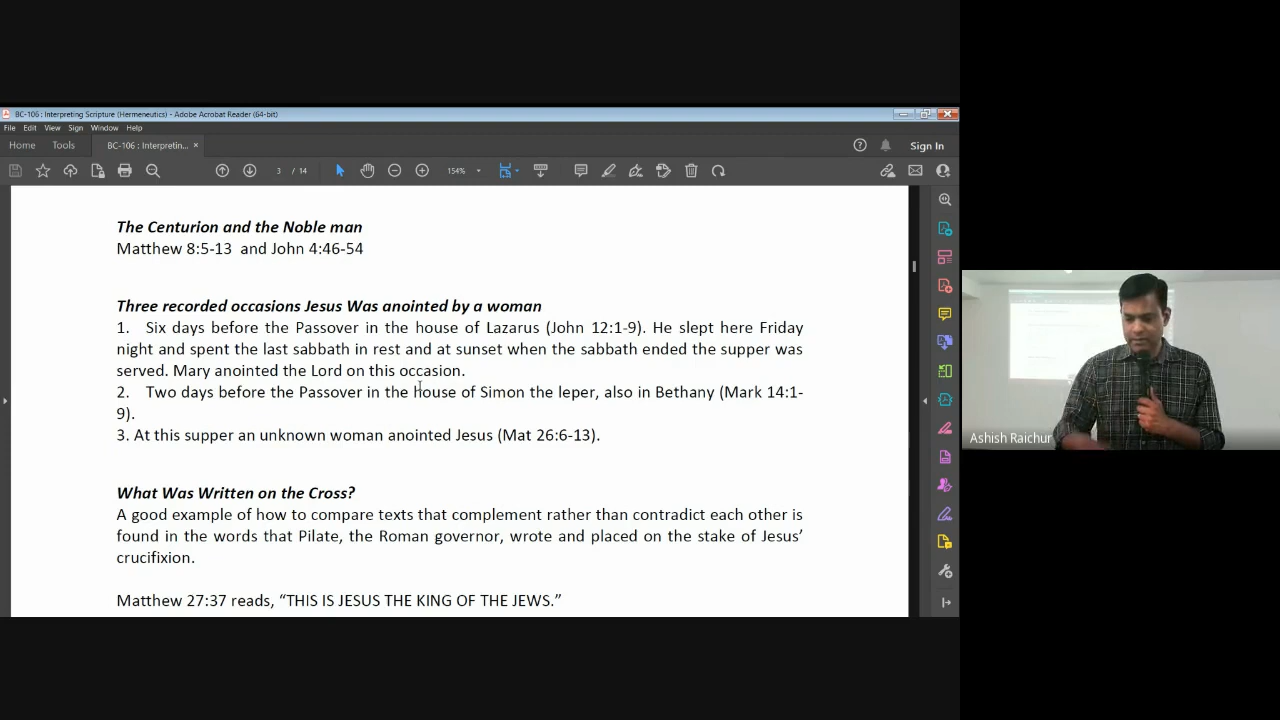 BC-106 : Interpreting Scripture (Hermeneutics) - Adobe Acrobat Reader (64-bit)
File Edit View Sign Window Help
Home Tools BC-106 : Interpretin... × Sign In
3 / 14 154%
The Centurion and the Noble man
Matthew 8:5-13 and John 4:46-54
Three recorded occasions Jesus Was anointed by a woman
1. Six days before the Passover in the house of Lazarus (John 12:1-9). He slept here Friday
night and spent the last sabbath in rest and at sunset when the sabbath ended the supper was
served. Mary anointed the Lord on this occasion.
2. Two days before the Passover in the house of Simon the leper, also in Bethany (Mark 14:1-
9).
3. At this supper an unknown woman anointed Jesus (Mat 26:6-13).
What Was Written on the Cross?
A good example of how to compare texts that complement rather than contradict each other is
found in the words that Pilate, the Roman governor, wrote and placed on the stake of Jesus’
crucifixion.
Matthew 27:37 reads, “THIS IS JESUS THE KING OF THE JEWS.”
Ashish Raichur